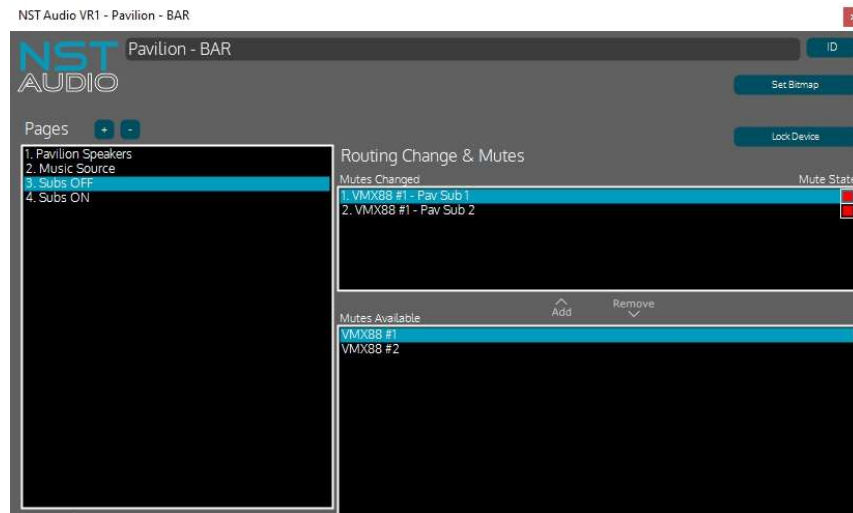 NST Audio VR1 - Pavilion - BAR
NST
AUDIO
Pavilion - BAR
ID
Set Bitmap
Lock Device
Pages + -
1. Pavilion Speakers
2. Music Source
3. Subs OFF
4. Subs ON
Routing Change & Mutes
Mutes Changed Mute State
1. VMX88 #1 - Pav Sub 1
2. VMX88 #1 - Pav Sub 2
Add Remove
Mutes Available
VMX88 #1
VMX88 #2